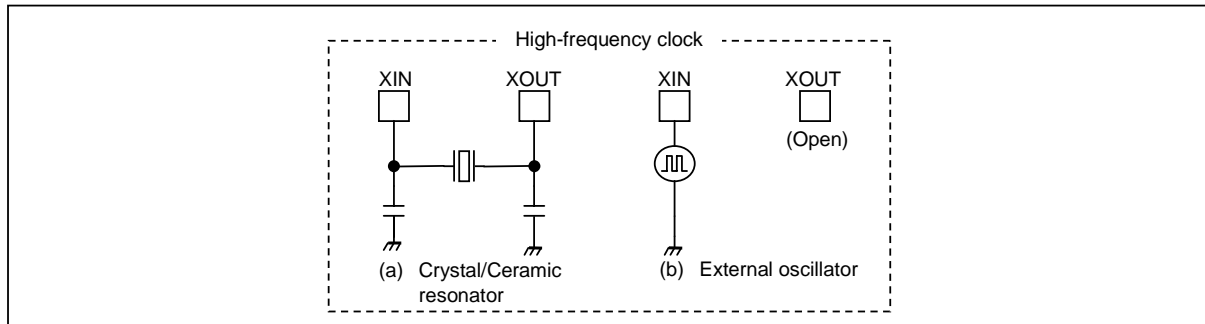 High-frequency clock
XIN
XOUT
XIN
XOUT
(Open)
(a) Crystal/Ceramic
resonator
(b) External oscillator